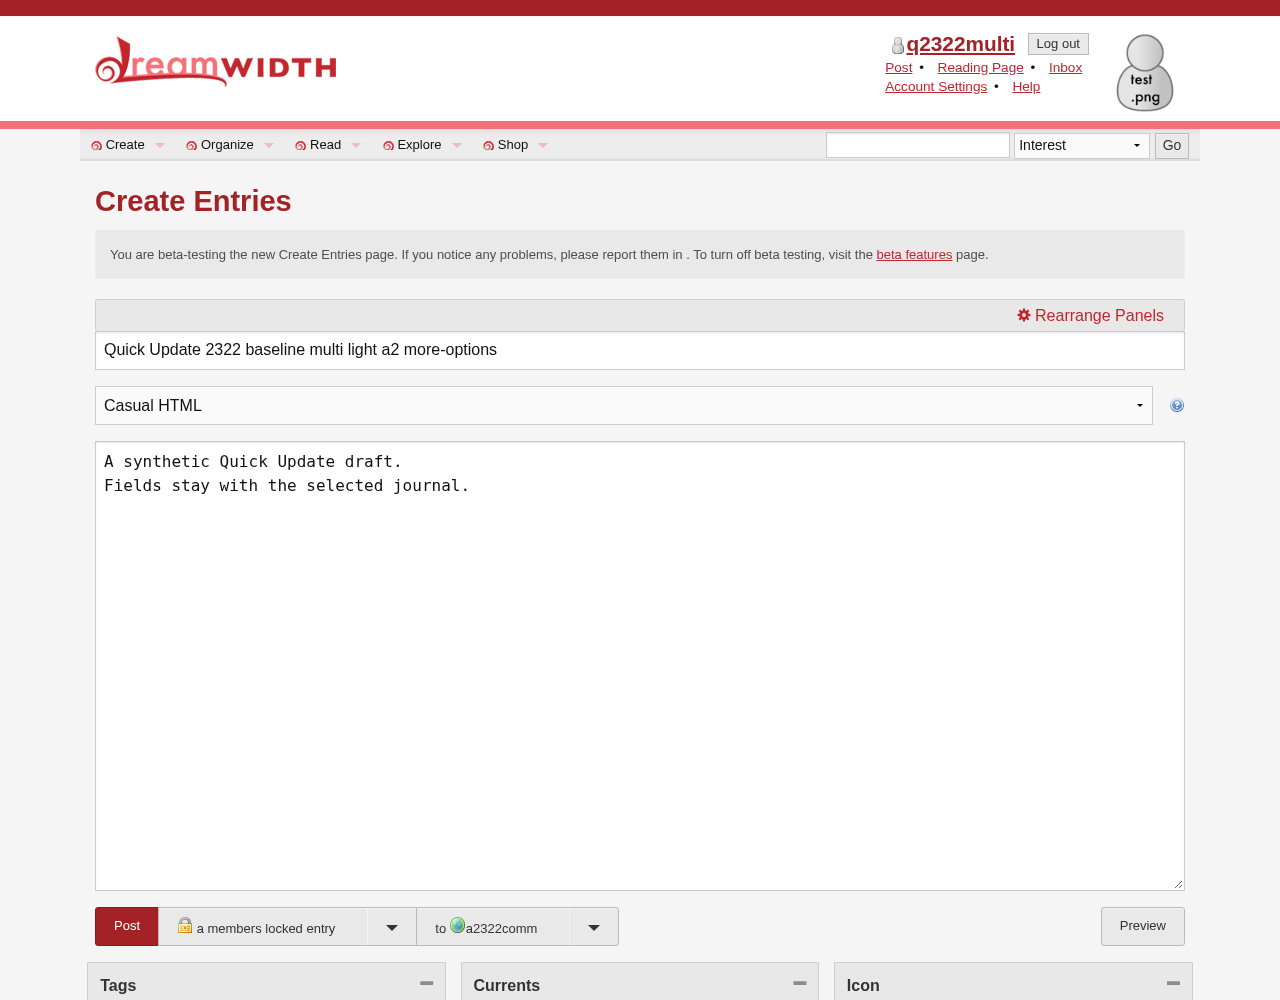 dreamWIDTH
q2322multi Log out
Post • Reading Page • Inbox
Account Settings • Help
test
.png
Create Organize Read Explore Shop Interest Go
Create Entries
You are beta-testing the new Create Entries page. If you notice any problems, please report them in . To turn off beta testing, visit the beta features page.
Rearrange Panels
Quick Update 2322 baseline multi light a2 more-options
Casual HTML
A synthetic Quick Update draft.
Fields stay with the selected journal.
Post a members locked entry to a2322comm Preview
Tags Currents Icon